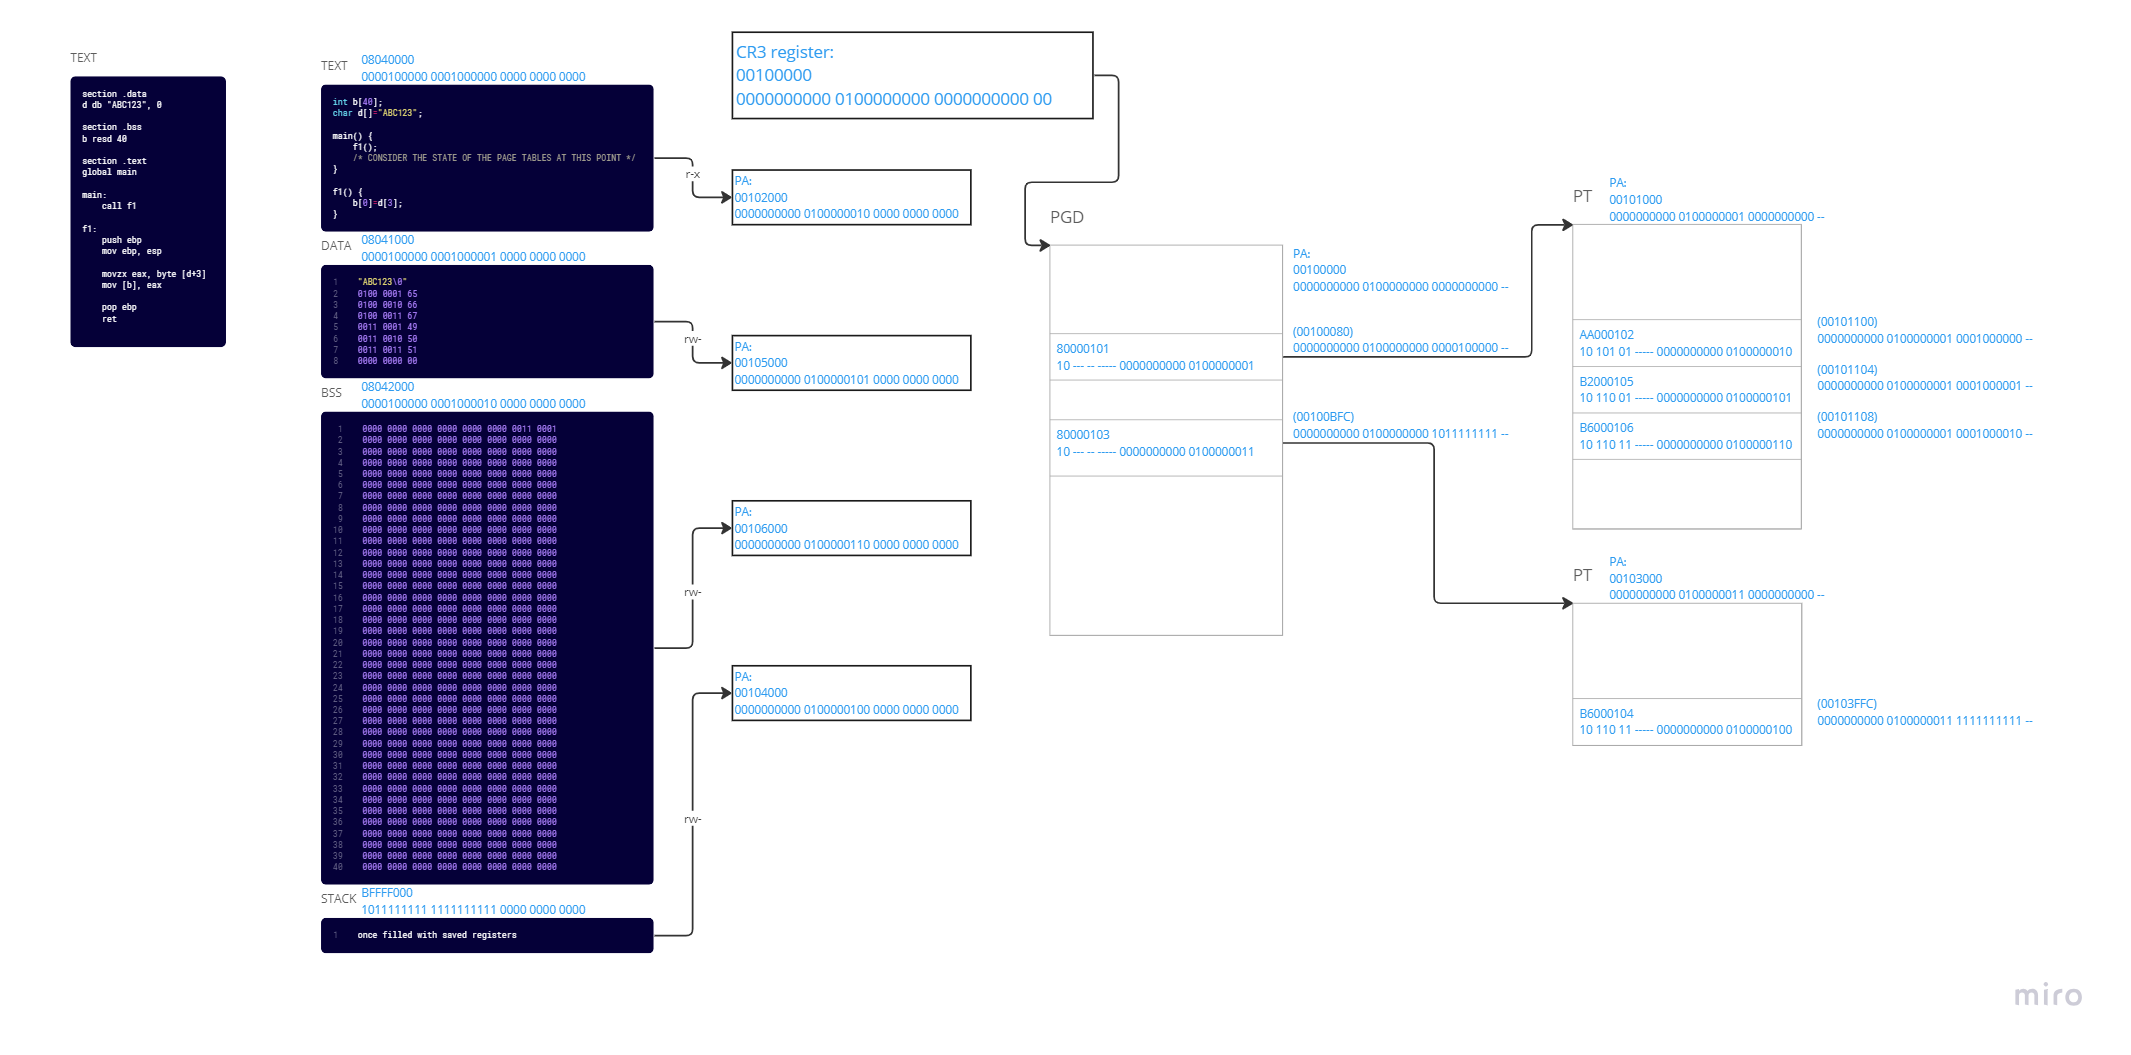 TEXT
section .data
d db "ABC123", 0
section .bss
b resd 40
section .text
global main
main:
call f1
f1:
push ebp
mov ebp, esp
movzx eax, byte [d+3]
mov [b], eax
pop ebp
ret
TEXT
08040000
0000100000 0001000000 0000 0000 0000
int b[40];
char d[]="ABC123";
main() {
f1();
/* CONSIDER THE STATE OF THE PAGE TABLES AT THIS POINT */
}
f1() {
b[0]=d[3];
}
DATA
08041000
0000100000 0001000001 0000 0000 0000
1 "ABC123\0"
2 0100 0001 65
3 0100 0010 66
4 0100 0011 67
5 0011 0001 49
6 0011 0010 50
7 0011 0011 51
8 0000 0000 00
BSS
08042000
0000100000 0001000010 0000 0000 0000
1 0000 0000 0000 0000 0000 0000 0011 0001
2 0000 0000 0000 0000 0000 0000 0000 0000
3 0000 0000 0000 0000 0000 0000 0000 0000
4 0000 0000 0000 0000 0000 0000 0000 0000
5 0000 0000 0000 0000 0000 0000 0000 0000
6 0000 0000 0000 0000 0000 0000 0000 0000
7 0000 0000 0000 0000 0000 0000 0000 0000
8 0000 0000 0000 0000 0000 0000 0000 0000
9 0000 0000 0000 0000 0000 0000 0000 0000
10 0000 0000 0000 0000 0000 0000 0000 0000
11 0000 0000 0000 0000 0000 0000 0000 0000
12 0000 0000 0000 0000 0000 0000 0000 0000
13 0000 0000 0000 0000 0000 0000 0000 0000
14 0000 0000 0000 0000 0000 0000 0000 0000
15 0000 0000 0000 0000 0000 0000 0000 0000
16 0000 0000 0000 0000 0000 0000 0000 0000
17 0000 0000 0000 0000 0000 0000 0000 0000
18 0000 0000 0000 0000 0000 0000 0000 0000
19 0000 0000 0000 0000 0000 0000 0000 0000
20 0000 0000 0000 0000 0000 0000 0000 0000
21 0000 0000 0000 0000 0000 0000 0000 0000
22 0000 0000 0000 0000 0000 0000 0000 0000
23 0000 0000 0000 0000 0000 0000 0000 0000
24 0000 0000 0000 0000 0000 0000 0000 0000
25 0000 0000 0000 0000 0000 0000 0000 0000
26 0000 0000 0000 0000 0000 0000 0000 0000
27 0000 0000 0000 0000 0000 0000 0000 0000
28 0000 0000 0000 0000 0000 0000 0000 0000
29 0000 0000 0000 0000 0000 0000 0000 0000
30 0000 0000 0000 0000 0000 0000 0000 0000
31 0000 0000 0000 0000 0000 0000 0000 0000
32 0000 0000 0000 0000 0000 0000 0000 0000
33 0000 0000 0000 0000 0000 0000 0000 0000
34 0000 0000 0000 0000 0000 0000 0000 0000
35 0000 0000 0000 0000 0000 0000 0000 0000
36 0000 0000 0000 0000 0000 0000 0000 0000
37 0000 0000 0000 0000 0000 0000 0000 0000
38 0000 0000 0000 0000 0000 0000 0000 0000
39 0000 0000 0000 0000 0000 0000 0000 0000
40 0000 0000 0000 0000 0000 0000 0000 0000
STACK
BFFFF000
1011111111 1111111111 0000 0000 0000
1 once filled with saved registers
r-x
rw-
rw-
rw-
CR3 register:
00100000
0000000000 0100000000 0000000000 00
PA:
00102000
0000000000 0100000010 0000 0000 0000
PA:
00105000
0000000000 0100000101 0000 0000 0000
PA:
00106000
0000000000 0100000110 0000 0000 0000
PA:
00104000
0000000000 0100000100 0000 0000 0000
PGD
PA:
00100000
0000000000 0100000000 0000000000 --
(00100080)
0000000000 0100000000 0000100000 --
80000101
10 --- -- ----- 0000000000 0100000001
(00100BFC)
0000000000 0100000000 1011111111 --
80000103
10 --- -- ----- 0000000000 0100000011
PT
PA:
00101000
0000000000 0100000001 0000000000 --
AA000102
10 101 01 ----- 0000000000 0100000010
(00101100)
0000000000 0100000001 0001000000 --
B2000105
10 110 01 ----- 0000000000 0100000101
(00101104)
0000000000 0100000001 0001000001 --
B6000106
10 110 11 ----- 0000000000 0100000110
(00101108)
0000000000 0100000001 0001000010 --
PT
PA:
00103000
0000000000 0100000011 0000000000 --
B6000104
10 110 11 ----- 0000000000 0100000100
(00103FFC)
0000000000 0100000011 1111111111 --
miro